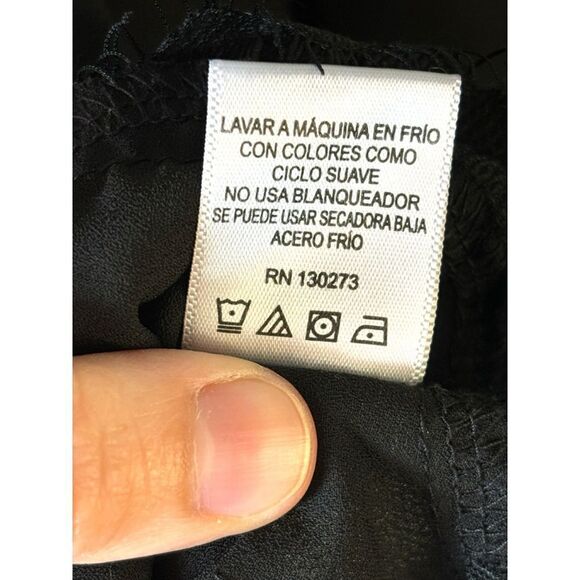 LAVAR A MÁQUINA EN FRÍO
CON COLORES COMO
CICLO SUAVE
NO USA BLANQUEADOR
SE PUEDE USAR SECADORA BAJA
ACERO FRÍO
RN 130273